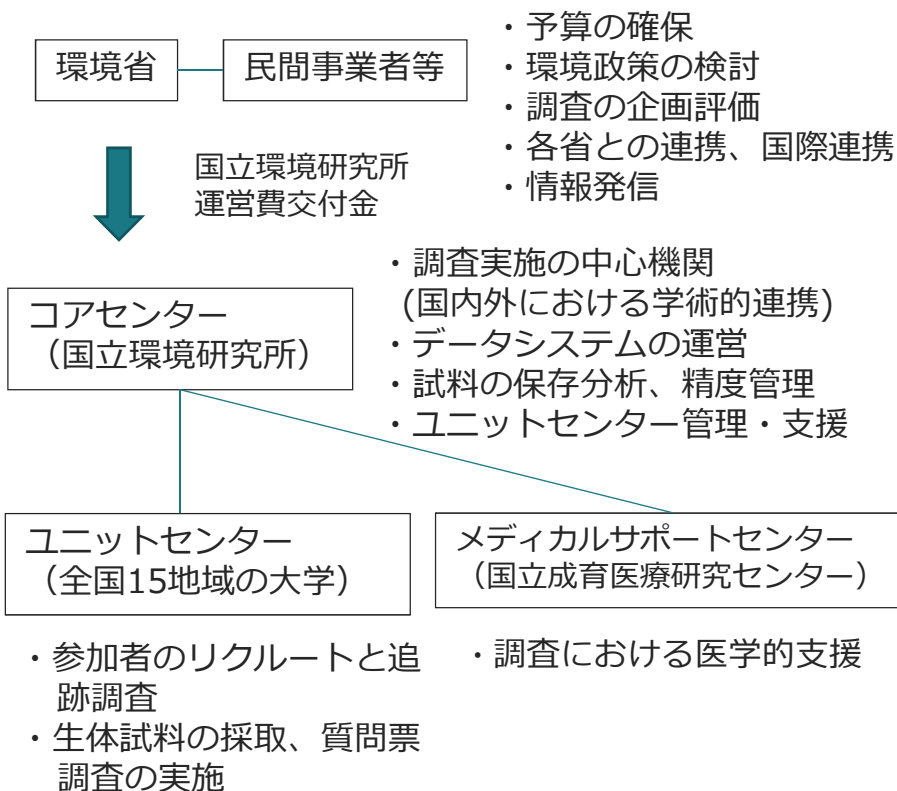 環境省
民間事業者等
・予算の確保
・環境政策の検討
・調査の企画評価
・各省との連携、国際連携
・情報発信
国立環境研究所
運営費交付金
コアセンター
（国立環境研究所）
・調査実施の中心機関
(国内外における学術的連携)
・データシステムの運営
・試料の保存分析、精度管理
・ユニットセンター管理・支援
ユニットセンター
（全国15地域の大学）
・参加者のリクルートと追
跡調査
・生体試料の採取、質問票
調査の実施
メディカルサポートセンター
（国立成育医療研究センター）
・調査における医学的支援